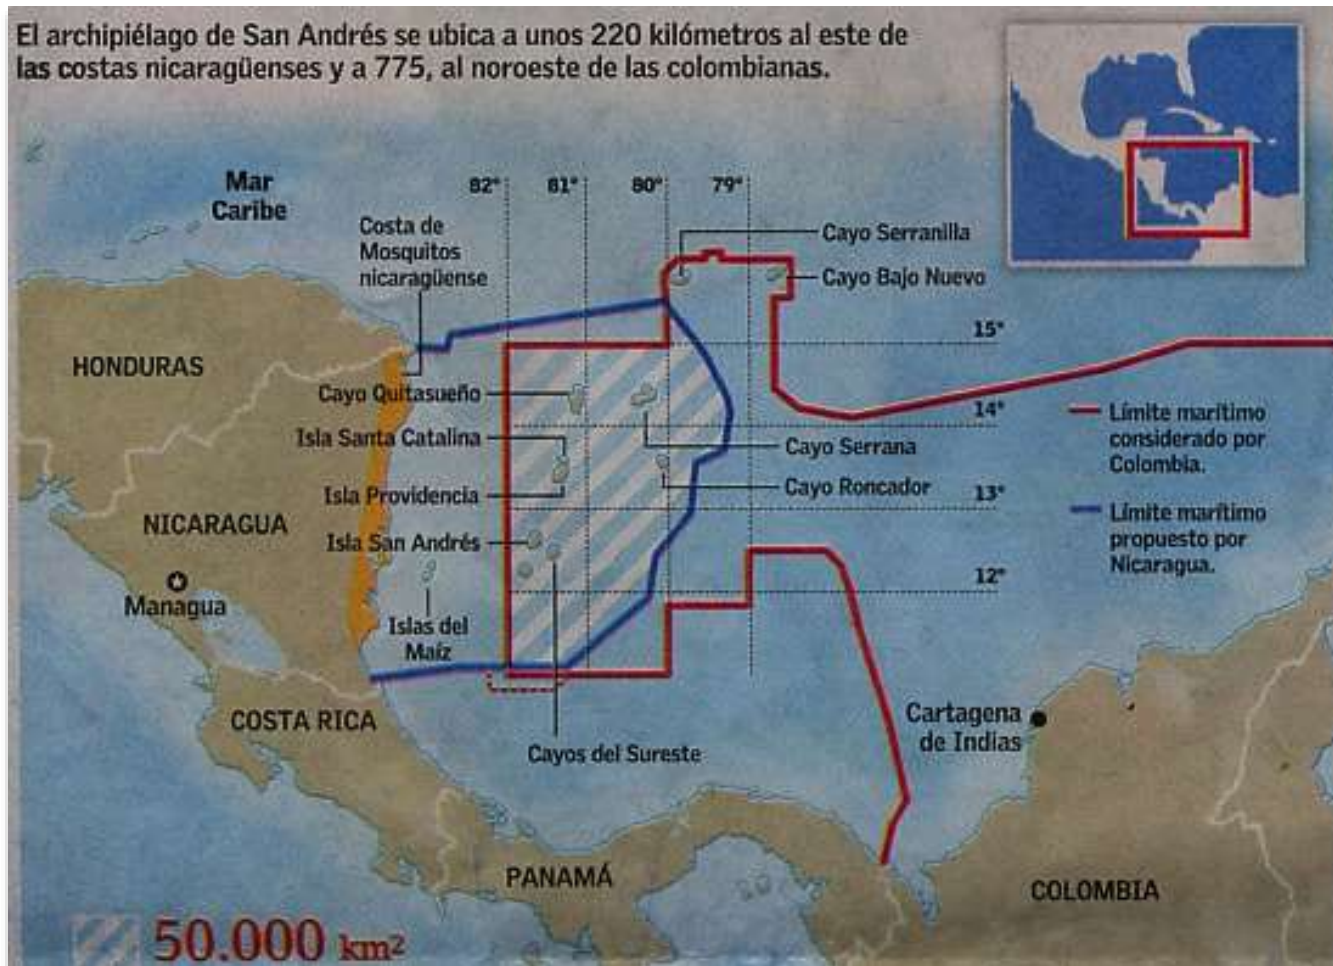 El archipiélago de San Andrés se ubica a unos 220 kilómetros al este de
las costas nicaragüenses y a 775, al noroeste de las colombianas.
Mar
Caribe
82°
81°
80°
79°
Costa de
Mosquitos
nicaragüense
Cayo Serranilla
Cayo Bajo Nuevo
15°
HONDURAS
Cayo Quitasueño
14°
Límite marítimo
considerado por
Colombia.
Isla Santa Catalina
Cayo Serrana
Isla Providencia
Cayo Roncador
13°
NICARAGUA
Límite marítimo
propuesto por
Nicaragua.
Isla San Andrés
12°
Managua
Islas del
Maíz
COSTA RICA
Cartagena
de Indias
Cayos del Sureste
PANAMÁ
COLOMBIA
50.000 km²